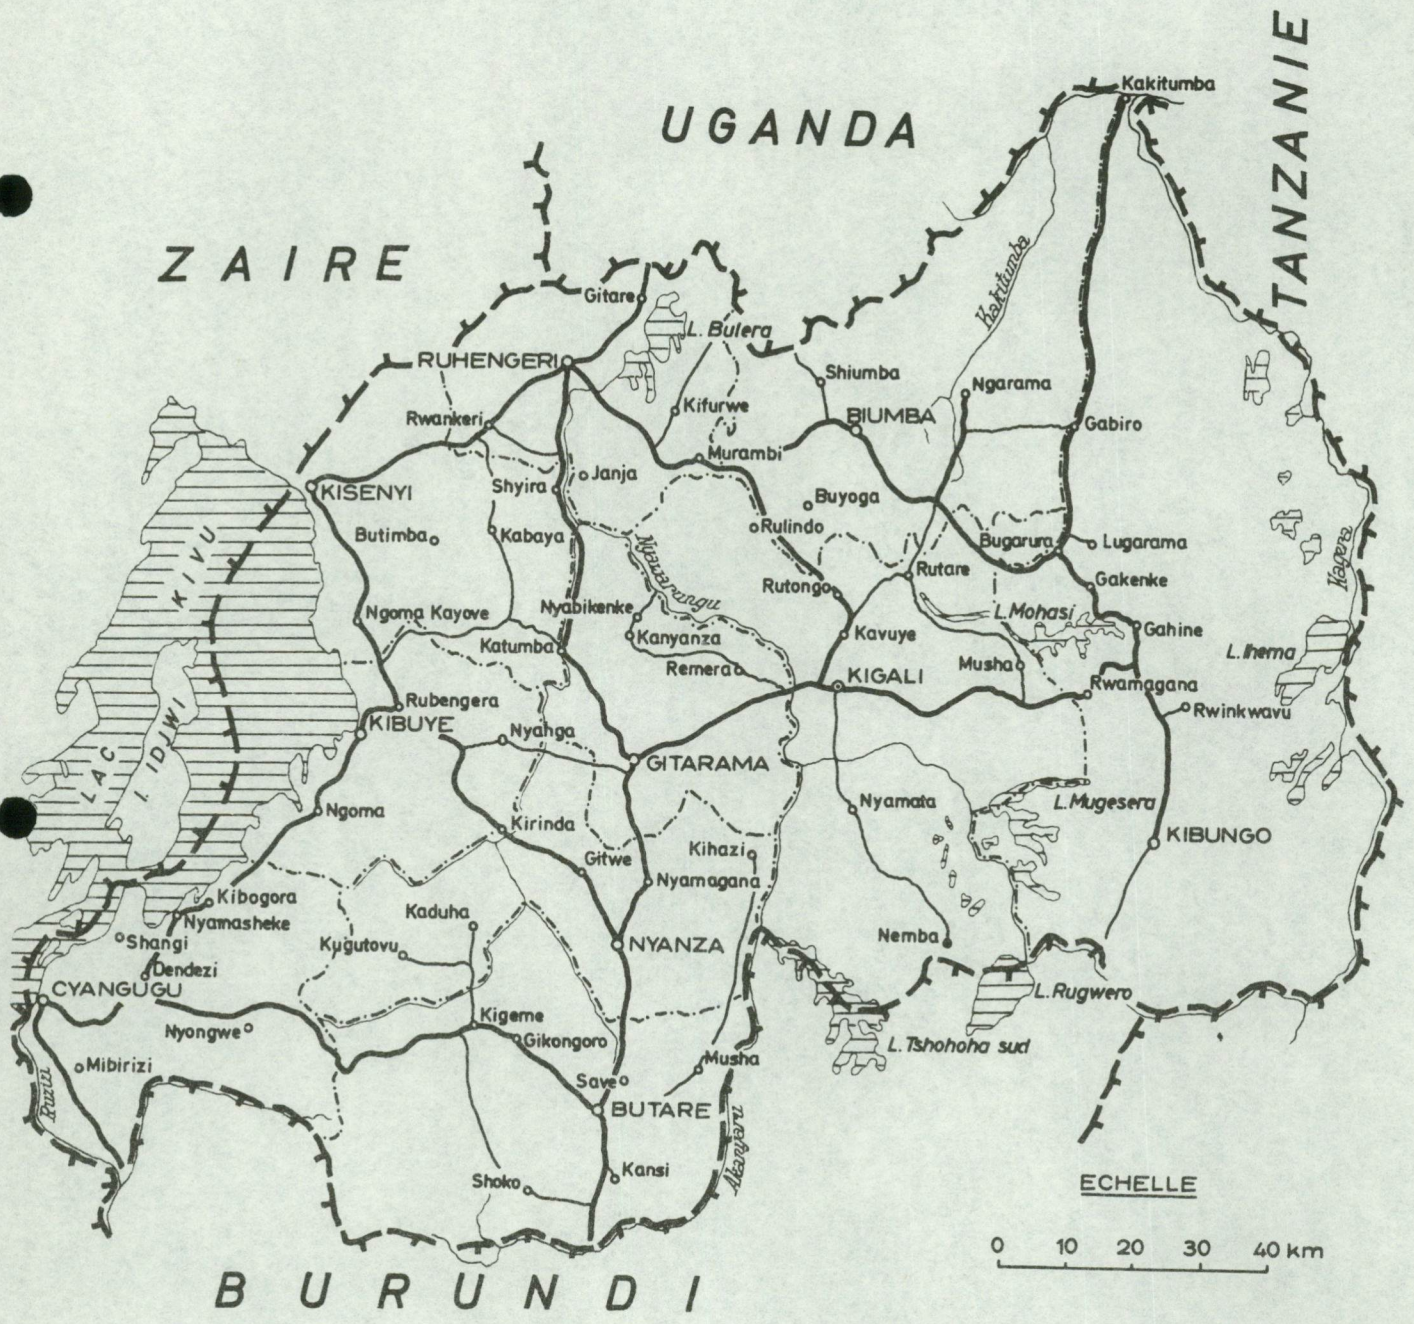 TANZANIE
Kakitumba
UGANDA
ZAIRE
Kakitumba
Gitare
L. Bulera
RUHENGERI
Shiumba
Ngarama
Kifurwe
Rwankeri
BIUMBA
Gabiro
Murambi
Janja
Shyira
KISENYI
Buyoga
Rulindo
Butimba
Kabaya
Bugarura
Lugarama
Kagera
LAC KIVU
Nyawarangu
Rutare
Gakenke
Rutongo
Nyabikenke
Ngoma Kayove
L. Mohasi
Gahine
Kavuye
Kanyanza
Katumba
L. Ihema
Musha
Remera
KIGALI
Rwamagana
Rubengera
Rwinkwavu
I. IDJWI
KIBUYE
Nyahga
GITARAMA
Nyamata
L. Mugesera
Ngoma
Kirinda
KIBUNGO
Kihazi
Gitwe
Nyamagana
Kibogora
Kaduha
Nyamasheke
Nemba
Shangi
Kugutovu
NYANZA
Dendezi
CYANGUGU
L. Rugwero
Kigeme
Nyongwe
Gikongoro
L. Tshohoha sud
Mibirizi
Musha
Save
Ruzizi
BUTARE
Akanyaru
Kansi
Shoko
ECHELLE
0 10 20 30 40 km
BURUNDI